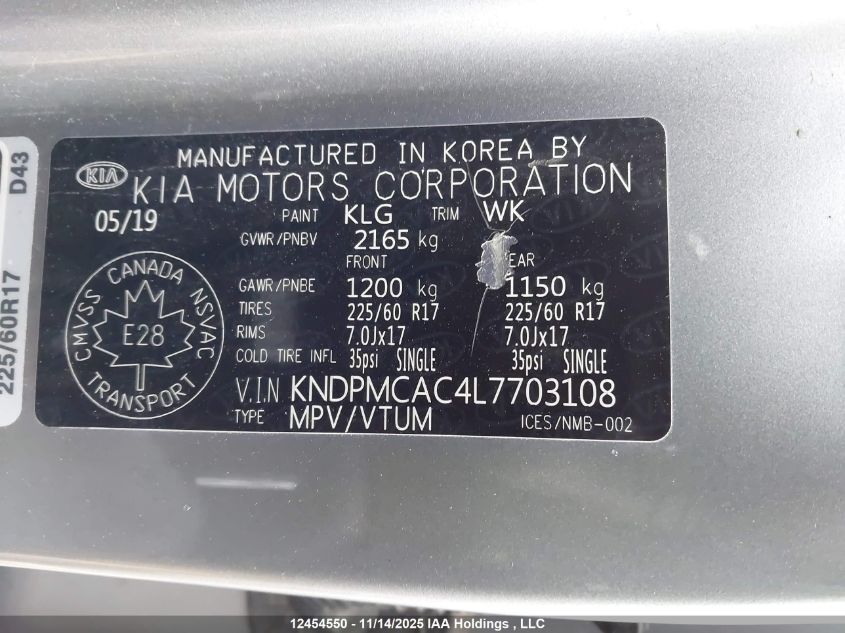 MANUFACTURED IN KOREA BY
KIA
KIA MOTORS CORPORATION
05/19
PAINT KLG TRIM WK
GVWR/PNBV 2165 kg
FRONT EAR
GAWR/PNBE 1200 kg 1150 kg
TIRES 225/60 R17 225/60 R17
RIMS 7.0Jx17 7.0Jx17
COLD TIRE INFL 35psi SINGLE 35psi SINGLE
V.I.N KNDPMCAC4L7703108
TYPE MPV/VTUM ICES/NMB-002
CANADA
CMVSS NSVAC
E28
TRANSPORT
D43
225/60R17
12454550 - 11/14/2025 IAA Holdings , LLC